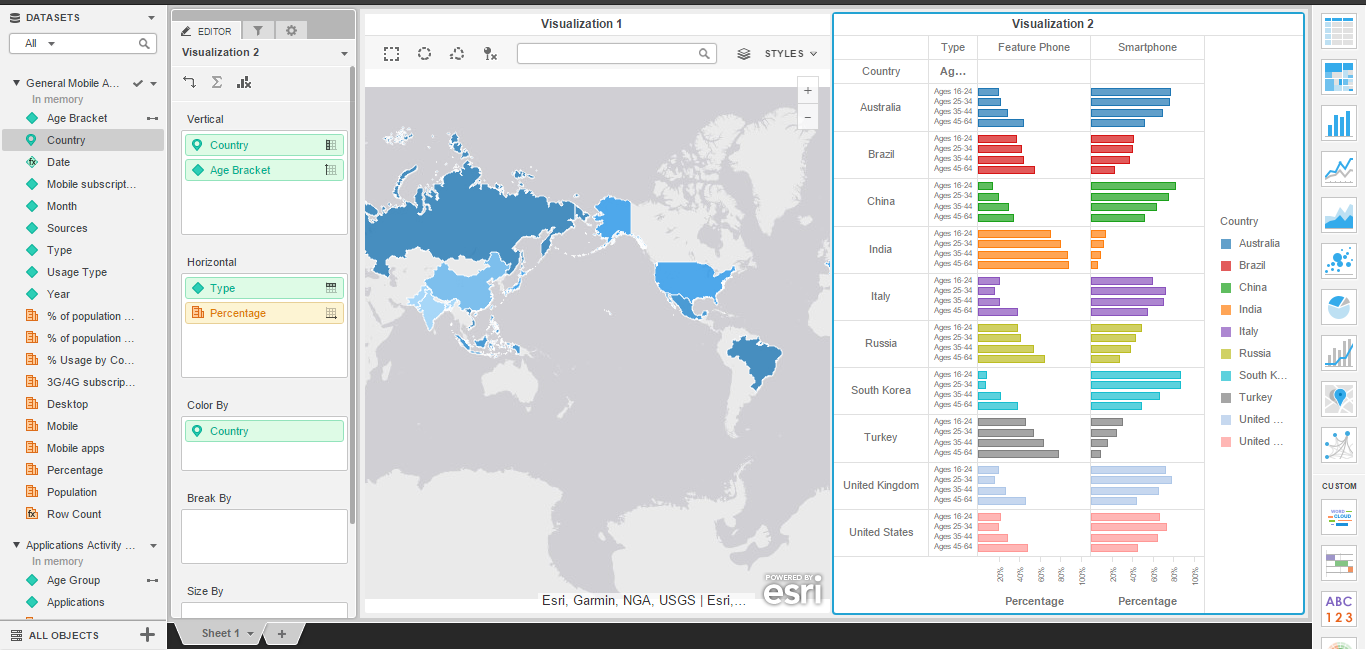 DATASETS
All
General Mobile A...
In memory
Age Bracket
Country
Date
Mobile subscript...
Month
Sources
Type
Usage Type
Year
% of population ...
% of population ...
% Usage by Co...
3G/4G subscrip...
Desktop
Mobile
Mobile apps
Percentage
Population
Row Count
Applications Activity ...
In memory
Age Group
Applications
ALL OBJECTS
EDITOR
Visualization 2
Vertical
Country
Age Bracket
Horizontal
Type
Percentage
Color By
Country
Break By
Size By
Sheet 1
Visualization 1
STYLES
+
−
POWERED BY
esri
Esri, Garmin, NGA, USGS | Esri,...
Visualization 2
Type Feature Phone Smartphone
Country Ag...
Australia
Ages 16-24
Ages 25-34
Ages 35-44
Ages 45-64
Brazil
Ages 16-24
Ages 25-34
Ages 35-44
Ages 45-64
China
Ages 16-24
Ages 25-34
Ages 35-44
Ages 45-64
India
Ages 16-24
Ages 25-34
Ages 35-44
Ages 45-64
Italy
Ages 16-24
Ages 25-34
Ages 35-44
Ages 45-64
Russia
Ages 16-24
Ages 25-34
Ages 35-44
Ages 45-64
South Korea
Ages 16-24
Ages 25-34
Ages 35-44
Ages 45-64
Turkey
Ages 16-24
Ages 25-34
Ages 35-44
Ages 45-64
United Kingdom
Ages 16-24
Ages 25-34
Ages 35-44
Ages 45-64
United States
Ages 16-24
Ages 25-34
Ages 35-44
Ages 45-64
20% 40% 60% 80% 100% 20% 40% 60% 80% 100%
Percentage Percentage
Country
Australia
Brazil
China
India
Italy
Russia
South K...
Turkey
United ...
United ...
CUSTOM
WORD
CLOUD
ABC
123